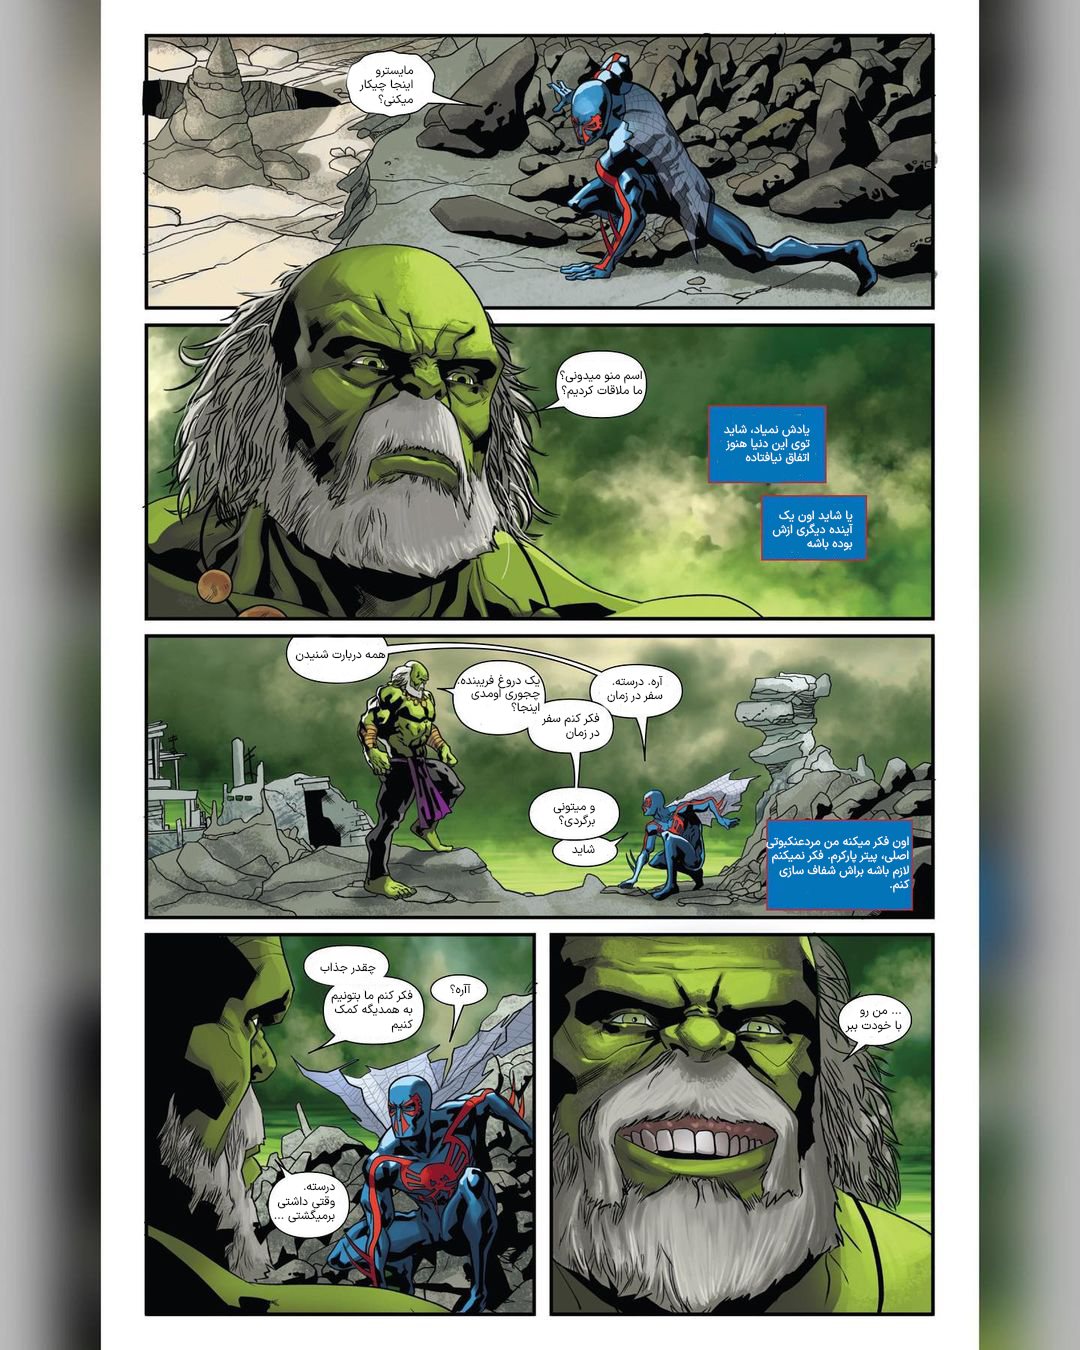 مایسترو
اینجا چیکار
میکنی؟
اسم منو میدونی؟
ما ملاقات کردیم؟
یادش نمیاد، شاید
توی این دنیا هنوز
اتفاق نیافتاده
یا شاید اون یک
آینده دیگری ازش
بوده باشه
همه دربارت شنیدن
یک دروغ فریبنده.
چجوری اومدی
اینجا؟
فکر کنم سفر
در زمان
آره. درسته.
سفر در زمان
و میتونی
برگردی؟
شاید
اون فکر میکنه من مردعنکبوتی
اصلی، پیتر پارکرم. فکر نمیکنم
لازم باشه براش شفاف سازی
کنم.
چقدر جذاب
فکر کنم ما بتونیم
به همدیگه کمک
کنیم
آآره؟
درسته.
وقتی داشتی
برمیگشتی ...
... من رو
با خودت ببر